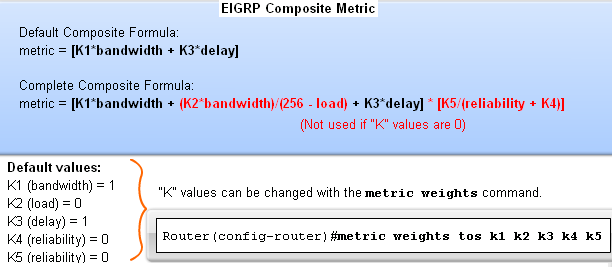 EIGRP Composite Metric
Default Composite Formula:
metric = [K1*bandwidth + K3*delay]
Complete Composite Formula:
metric = [K1*bandwidth + (K2*bandwidth)/(256 - load) + K3*delay] * [K5/(reliability + K4)]
(Not used if "K" values are 0)
Default values:
K1 (bandwidth) = 1
K2 (load) = 0
K3 (delay) = 1
K4 (reliability) = 0
K5 (reliability) = 0
"K" values can be changed with the metric weights command.
Router(config-router)#metric weights tos k1 k2 k3 k4 k5